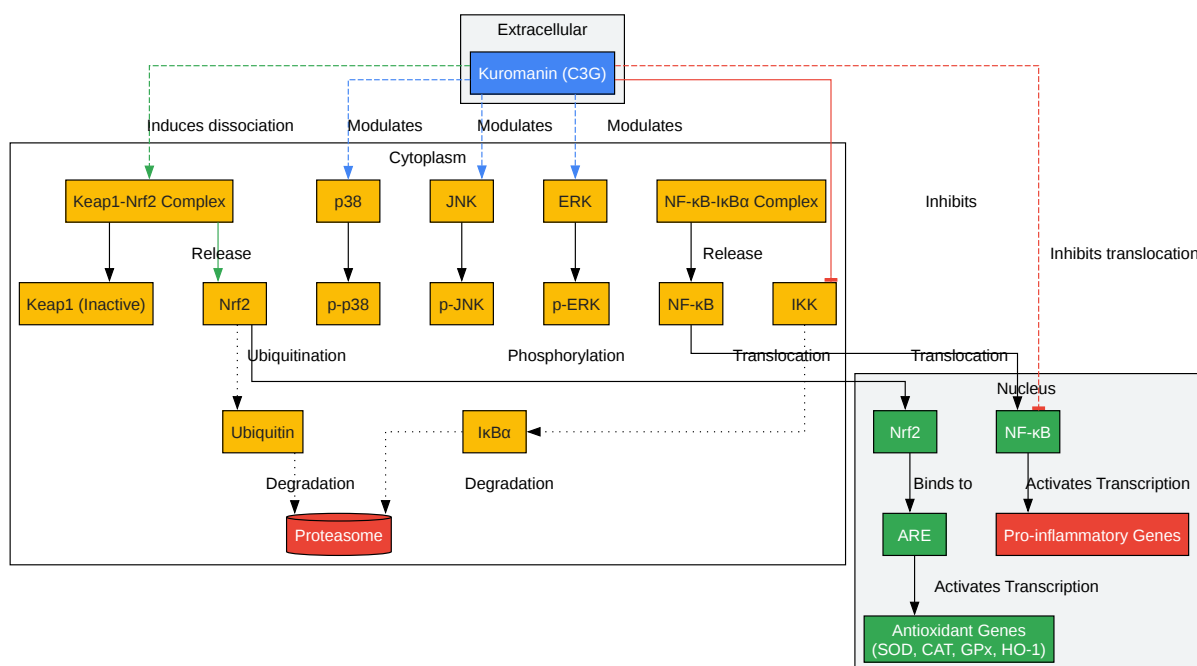 Extracellular
Kuromanin (C3G)
Induces dissociation
Modulates
Modulates
Modulates
Cytoplasm
Keap1-Nrf2 Complex
p38
JNK
ERK
NF-κB-IκBα Complex
Inhibits
Release
Release
Inhibits translocation
Keap1 (Inactive)
Nrf2
p-p38
p-JNK
p-ERK
NF-κB
IKK
Ubiquitination
Phosphorylation
Translocation
Translocation
Nucleus
Ubiquitin
IκBα
Nrf2
NF-κB
Degradation
Degradation
Binds to
Activates Transcription
Proteasome
ARE
Pro-inflammatory Genes
Activates Transcription
Antioxidant Genes
(SOD, CAT, GPx, HO-1)